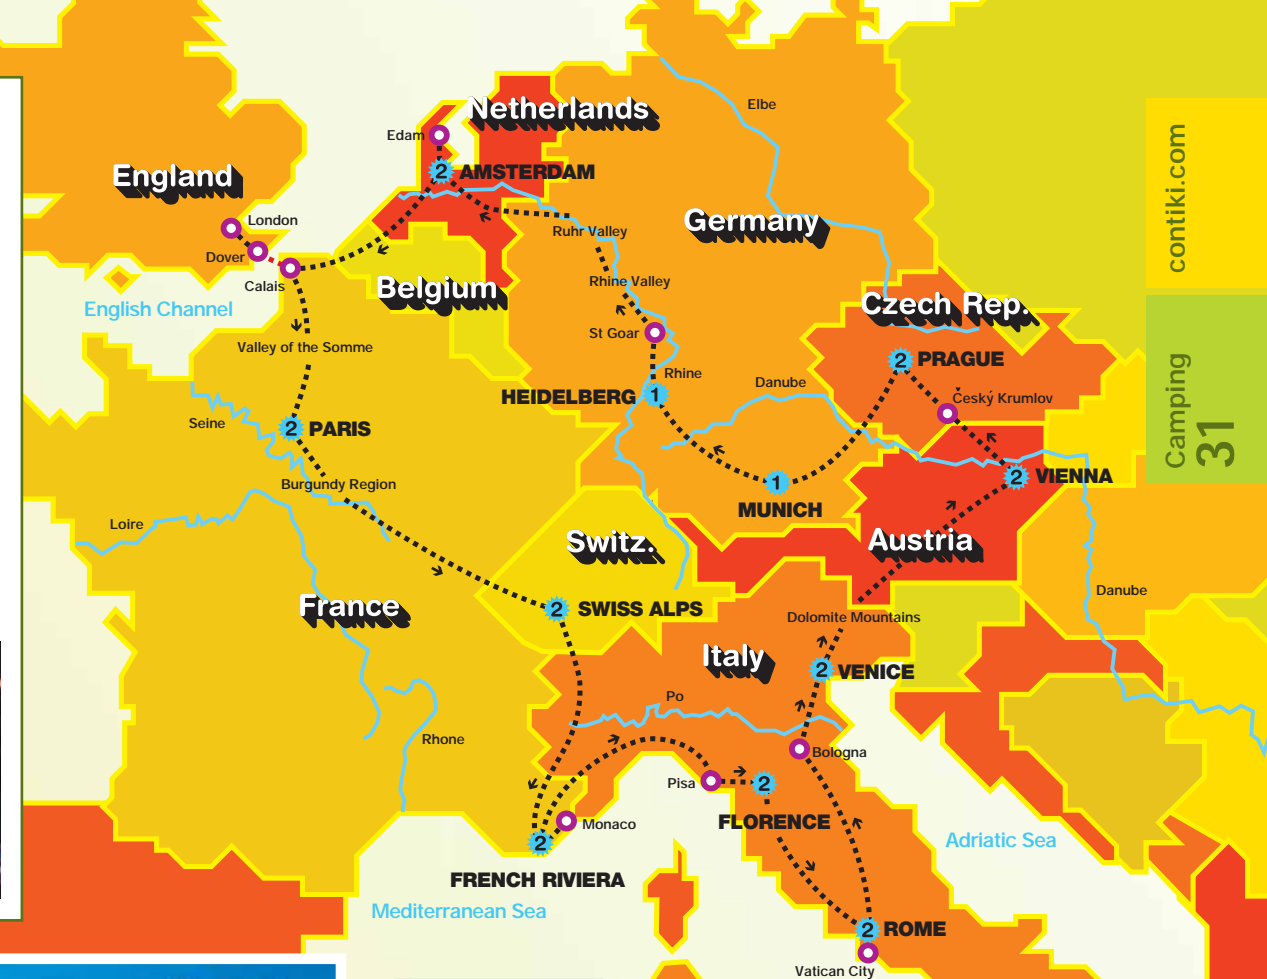 Netherlands
Elbe
Edam
2 AMSTERDAM
England
London
Germany
Ruhr Valley
Dover
Calais
Rhine Valley
Belgium
English Channel
Czech Rep.
St Goar
Valley of the Somme
2 PRAGUE
Rhine
Danube
HEIDELBERG 1
Český Krumlov
Seine
2 PARIS
Burgundy Region
1
MUNICH
2 VIENNA
Loire
Switz.
Austria
Danube
France
2 SWISS ALPS
Dolomite Mountains
Italy
2 VENICE
Po
Rhone
Bologna
Pisa
2
FLORENCE
Monaco
2
FRENCH RIVIERA
Adriatic Sea
Mediterranean Sea
2 ROME
Vatican City
contiki.com
Camping
31